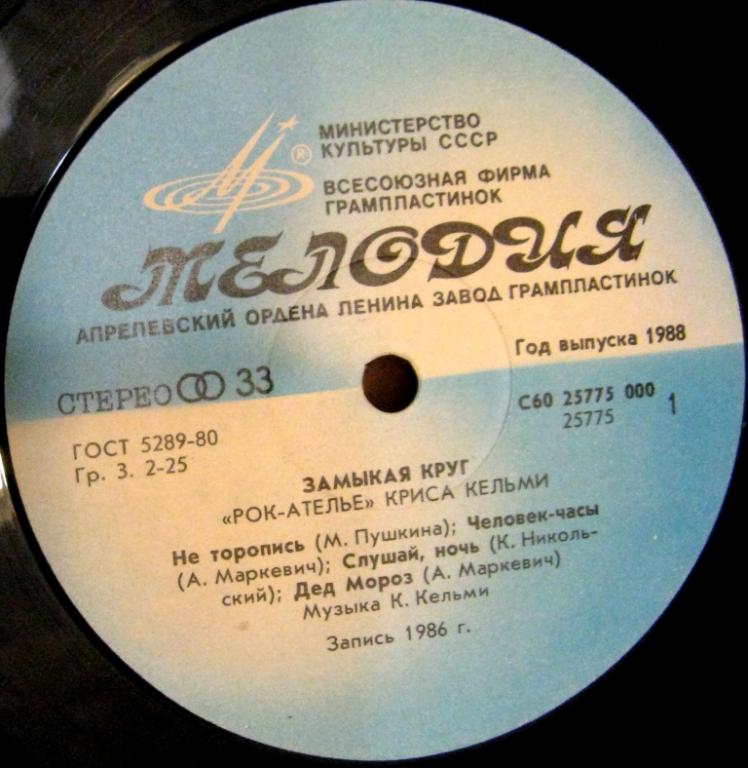 ®
МИНИСТЕРСТВО
КУЛЬТУРЫ СССР
ВСЕСОЮЗНАЯ ФИРМА
ГРАМПЛАСТИНОК
МЕЛОДИЯ
АПРЕЛЕВСКИЙ ОРДЕНА ЛЕНИНА ЗАВОД ГРАМПЛАСТИНОК
Год выпуска 1988
СТЕРЕО 33
С60 25775 000
25775 1
ГОСТ 5289-80
Гр. 3. 2-25
ЗАМЫКАЯ КРУГ
«РОК-АТЕЛЬЕ» КРИСА КЕЛЬМИ
Не торопись (М. Пушкина); Человек-часы
(А. Маркевич); Слушай, ночь (К. Николь-
ский); Дед Мороз (А. Маркевич)
Музыка К. Кельми
Запись 1986 г.